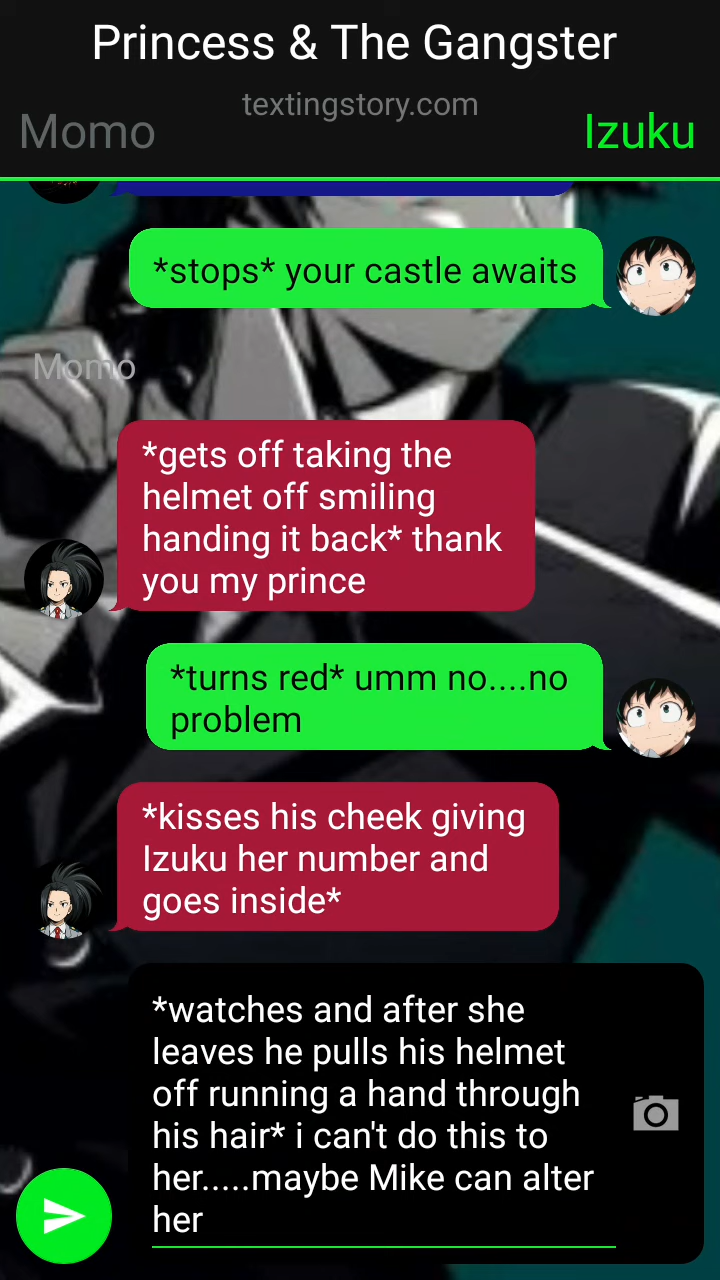 Princess & The Gangster
textingstory.com
Momo
Izuku
*stops* your castle awaits
Momo
*gets off taking the
helmet off smiling
handing it back* thank
you my prince
*turns red* umm no....no
problem
*kisses his cheek giving
Izuku her number and
goes inside*
*watches and after she
leaves he pulls his helmet
off running a hand through
his hair* i can't do this to
her.....maybe Mike can alter
her